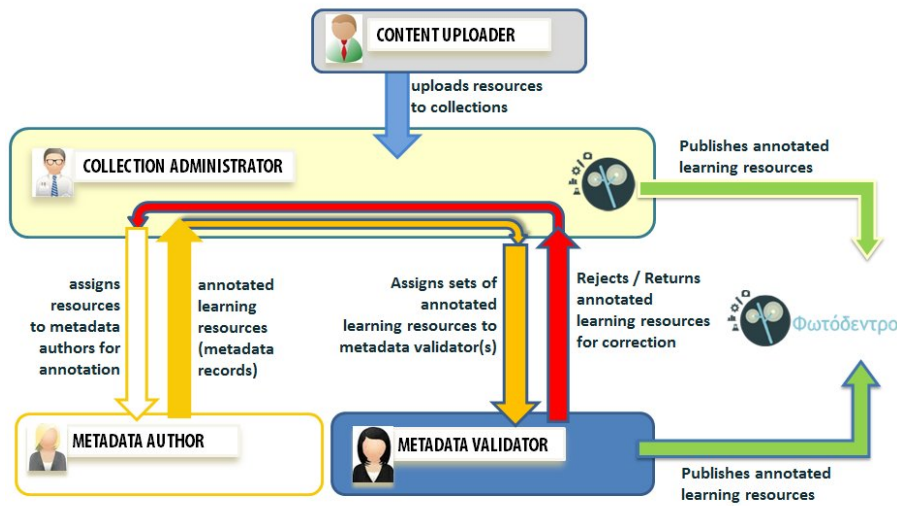 CONTENT UPLOADER
uploads resources
to collections
COLLECTION ADMINISTRATOR
Publishes annotated
learning resources
assigns
resources
to metadata
authors for
annotation
annotated
learning
resources
(metadata
records)
Assigns sets of
annotated
learning resources to
metadata validator(s)
Rejects / Returns
annotated
learning resources
for correction
Φωτόδεντρο
METADATA AUTHOR
METADATA VALIDATOR
Publishes annotated
learning resources